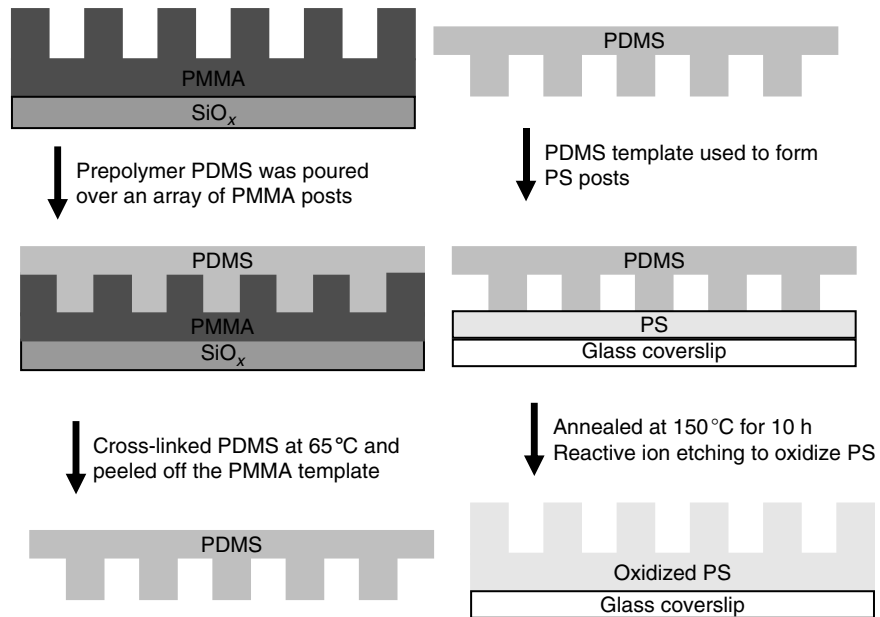 PMMA
SiOx
Prepolymer PDMS was poured
over an array of PMMA posts
PDMS
PMMA
SiOx
Cross-linked PDMS at 65 °C and
peeled off the PMMA template
PDMS
PDMS
PDMS template used to form
PS posts
PDMS
PS
Glass coverslip
Annealed at 150 °C for 10 h
Reactive ion etching to oxidize PS
Oxidized PS
Glass coverslip